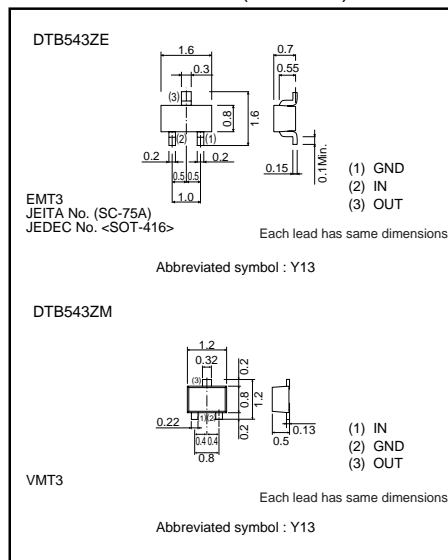 DTB543ZE
1.6
0.3
(3)
0.8
1.6
(2)
(1)
0.2
0.2
0.5 0.5
1.0
0.7
0.55
0.15
0.1Min.
(1) GND
(2) IN
(3) OUT
EMT3
JEITA No. (SC-75A)
JEDEC No. <SOT-416>
Each lead has same dimensions
Abbreviated symbol : Y13
DTB543ZM
1.2
0.32
(3)
0.2
0.8
1.2
0.2
(1)(2)
0.22
0.4 0.4
0.8
0.13
0.5
(1) IN
(2) GND
(3) OUT
VMT3
Each lead has same dimensions
Abbreviated symbol : Y13